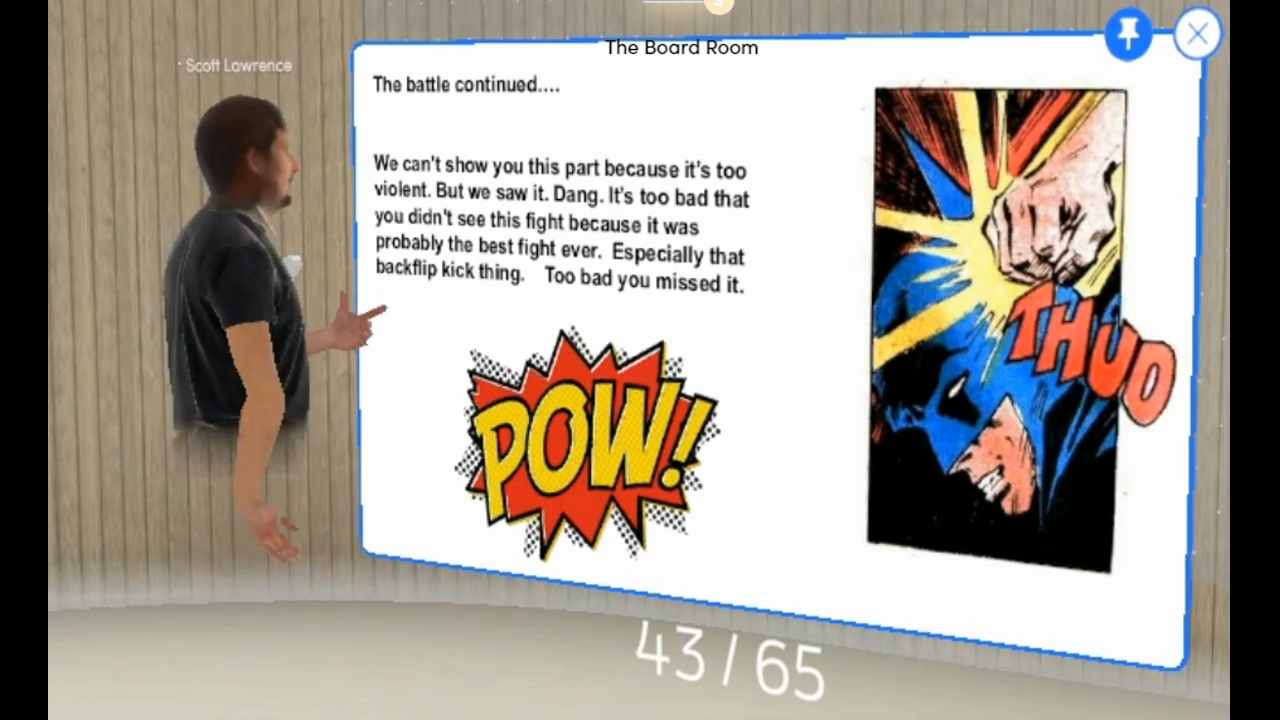 The Board Room
· Scott Lawrence
The battle continued....
We can't show you this part because it's too
violent. But we saw it. Dang. It's too bad that
you didn't see this fight because it was
probably the best fight ever. Especially that
backflip kick thing. Too bad you missed it.
POW!
THUD
43 / 65